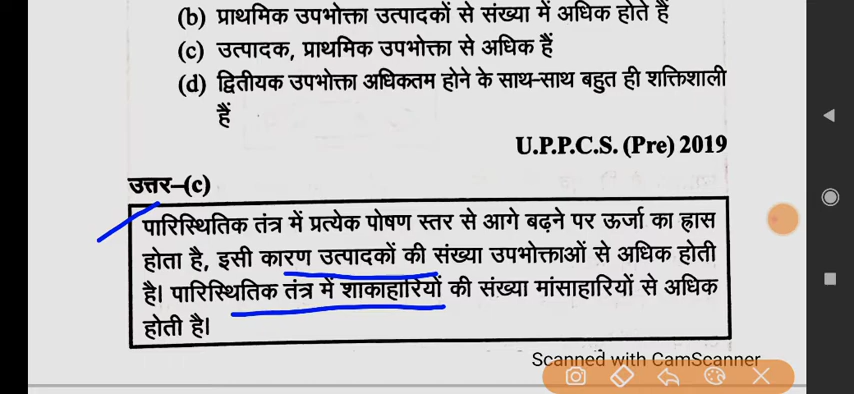 (b) प्राथमिक उपभोक्ता उत्पादकों से संख्या में अधिक होते हैं
(c) उत्पादक, प्राथमिक उपभोक्ता से अधिक हैं
(d) द्वितीयक उपभोक्ता अधिकतम होने के साथ-साथ बहुत ही शक्तिशाली
हैं
U.P.P.C.S. (Pre) 2019
उत्तर-(c)
पारिस्थितिक तंत्र में प्रत्येक पोषण स्तर से आगे बढ़ने पर ऊर्जा का ह्रास
होता है, इसी कारण उत्पादकों की संख्या उपभोक्ताओं से अधिक होती
है। पारिस्थितिक तंत्र में शाकाहारियों की संख्या मांसाहारियों से अधिक
होती है।
Scanned with CamScanner